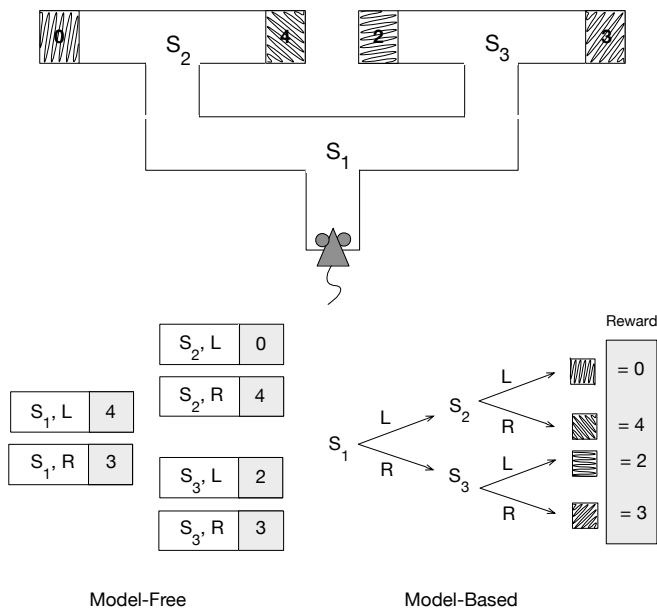 0 4 2 3
S₂ S₃
S₁
Reward
S₂, L 0
S₂, R 4
S₁, L 4
S₁, R 3
S₃, L 2
S₃, R 3
S₁
L
R
S₂
S₃
L
R
L
R
= 0
= 4
= 2
= 3
Model-Free Model-Based